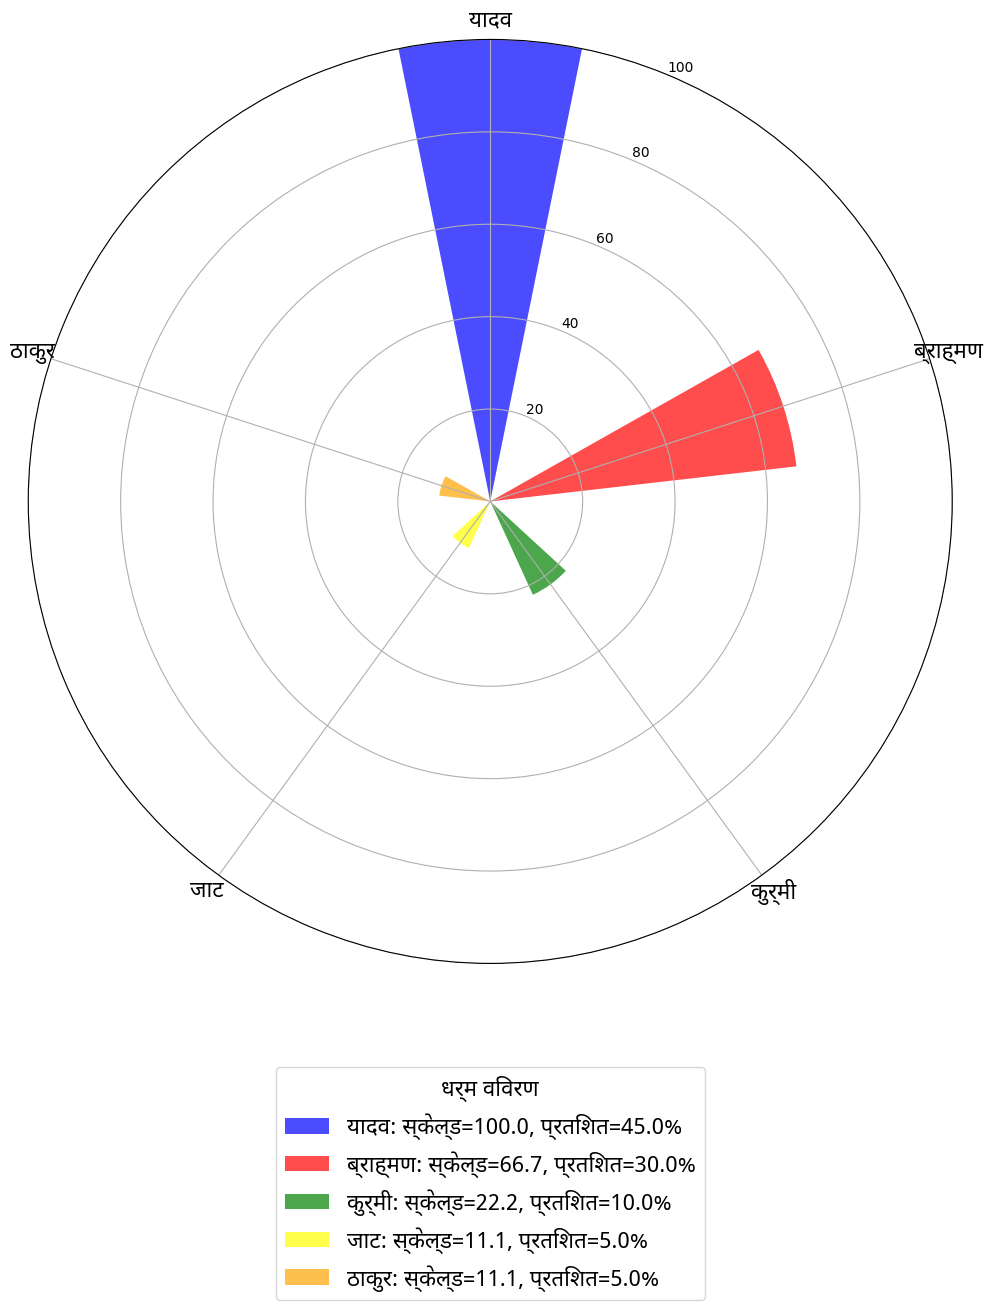 यादव
100
80
60
40
20
ठाकुर
ब्राह्मण
जाट
कुर्मी
धर्म विवरण
यादव: स्केल्ड=100.0, प्रतिशत=45.0%
ब्राह्मण: स्केल्ड=66.7, प्रतिशत=30.0%
कुर्मी: स्केल्ड=22.2, प्रतिशत=10.0%
जाट: स्केल्ड=11.1, प्रतिशत=5.0%
ठाकुर: स्केल्ड=11.1, प्रतिशत=5.0%